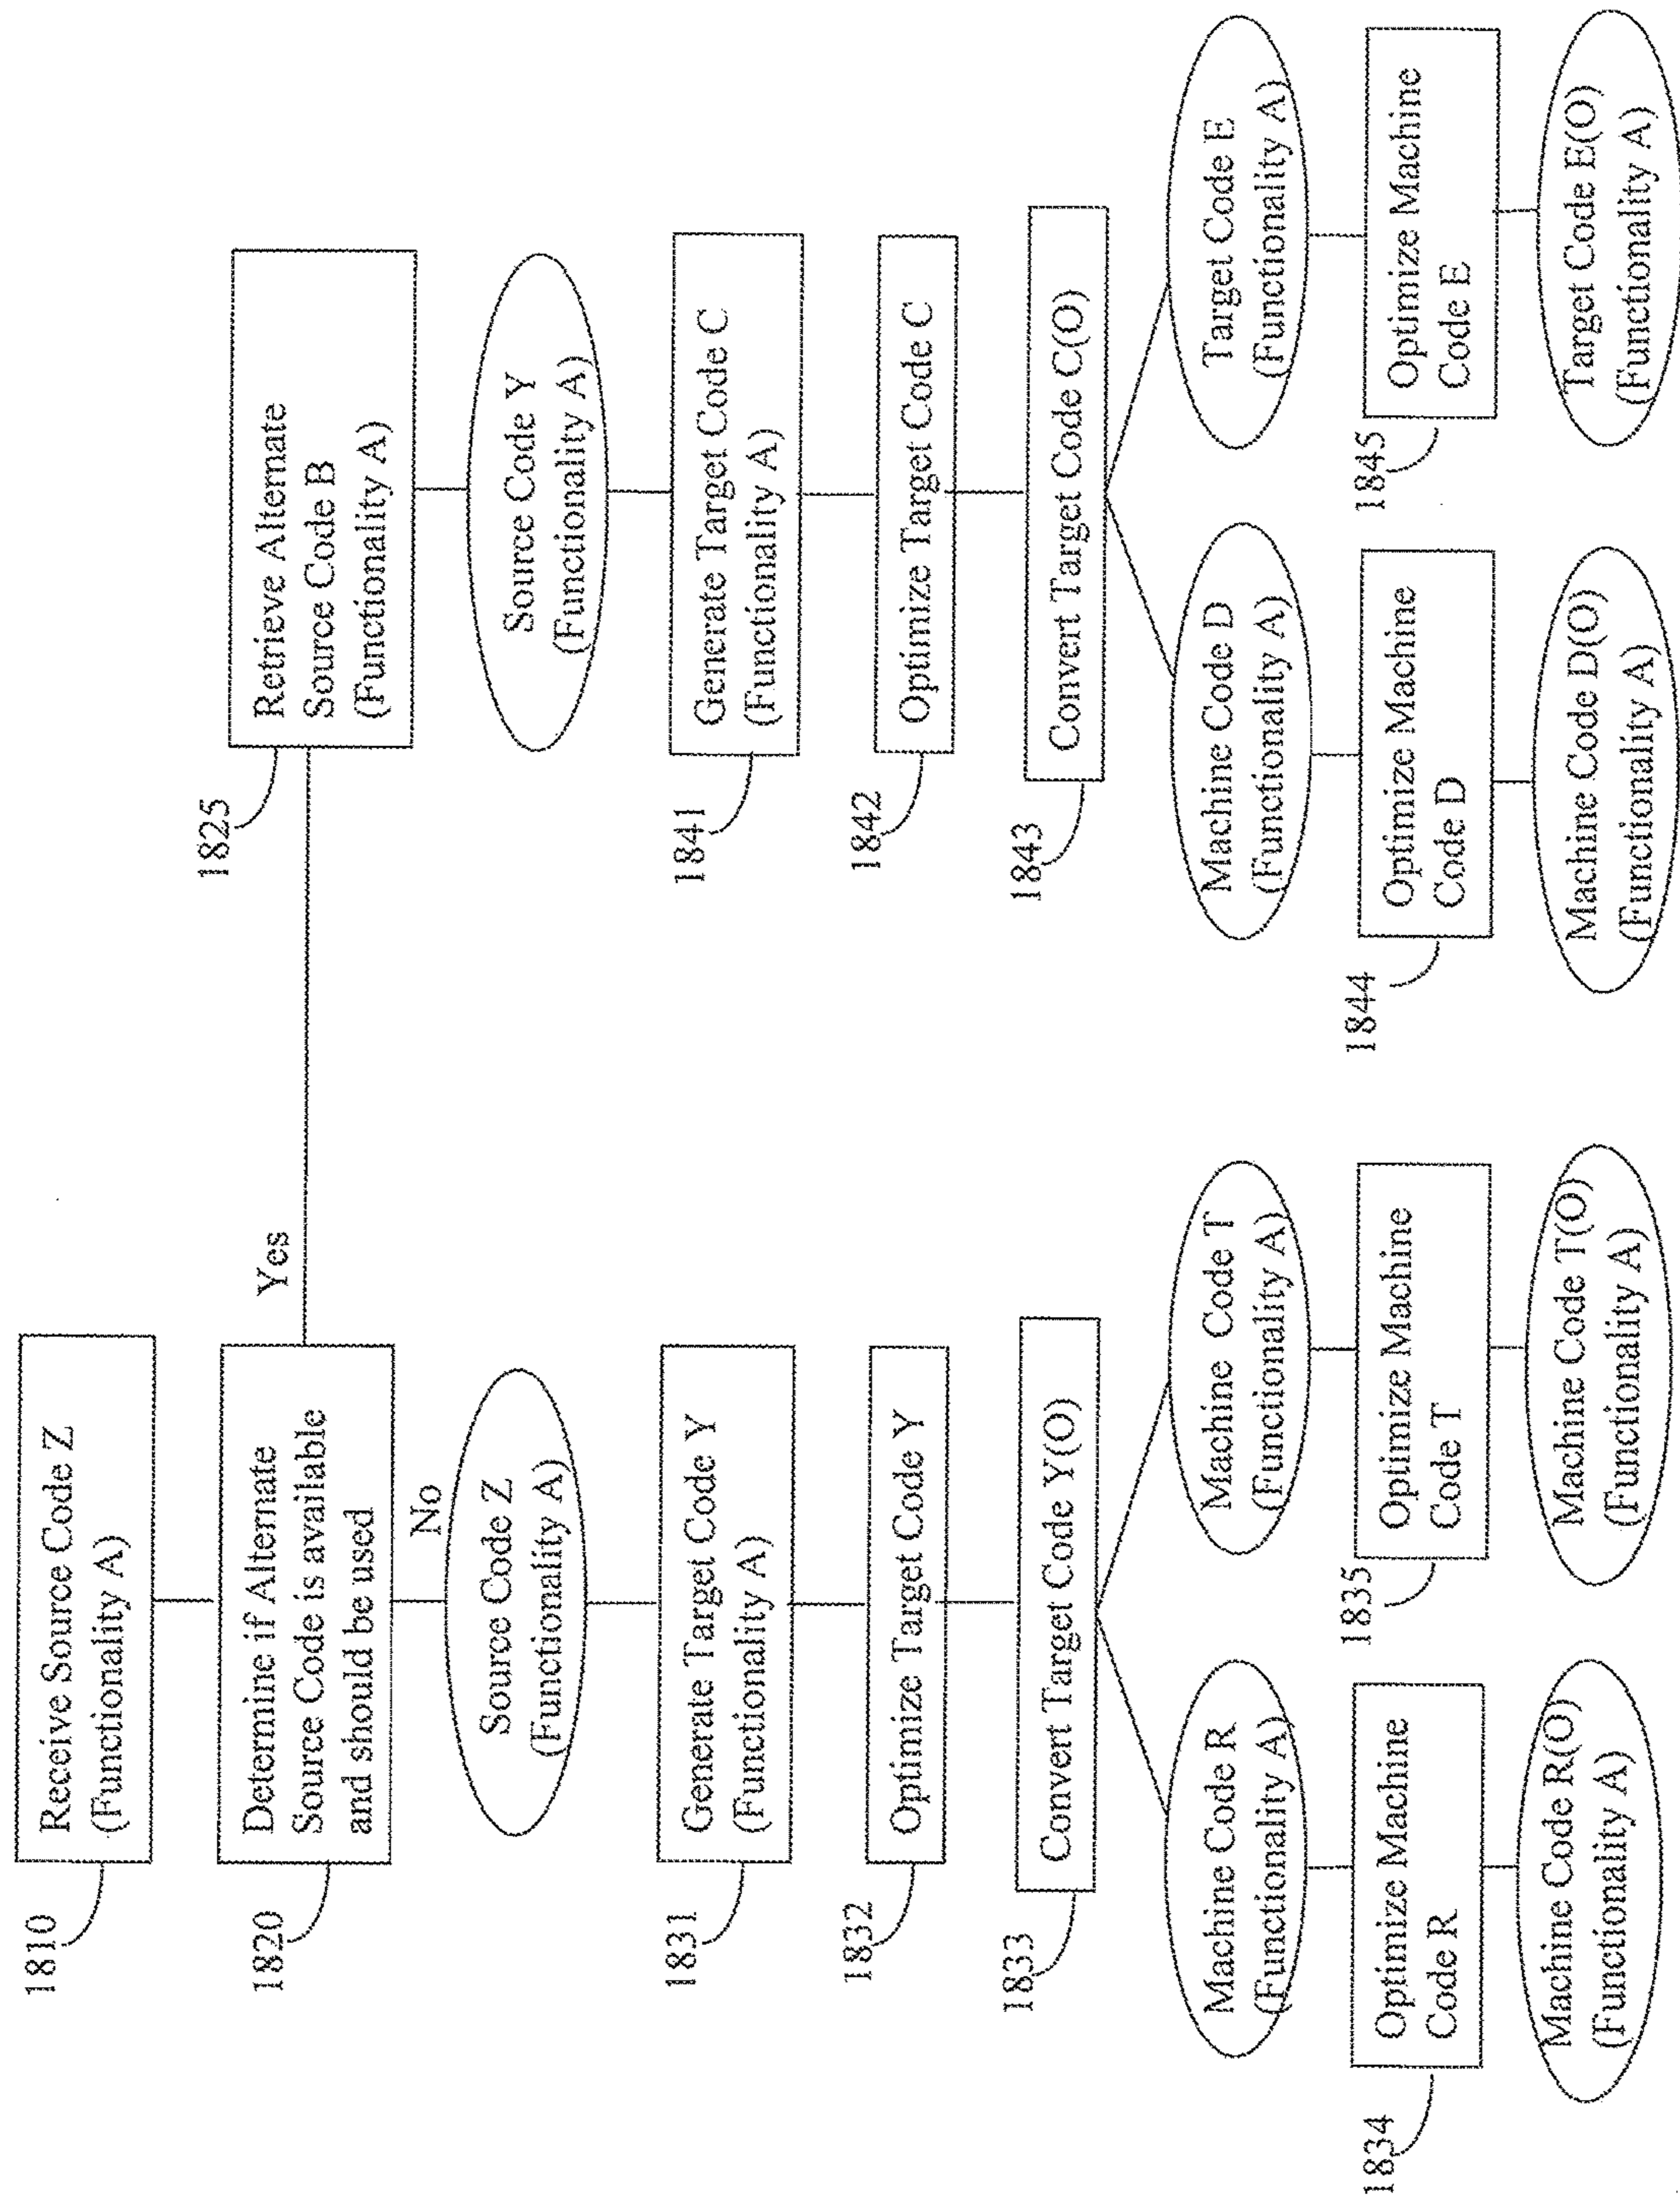 1810
Receive Source Code Z
(Functionality A)
1820
Determine if Alternate
Source Code is available
and should be used
Yes
1825
Retrieve Alternate
Source Code B
(Functionality A)
No
Source Code Z
(Functionality A)
Source Code Y
(Functionality A)
1831
Generate Target Code Y
(Functionality A)
1841
Generate Target Code C
(Functionality A)
1832
Optimize Target Code Y
1842
Optimize Target Code C
1833
Convert Target Code Y(O)
1843
Convert Target Code C(O)
Machine Code R
(Functionality A)
Machine Code T
(Functionality A)
Machine Code D
(Functionality A)
Target Code E
(Functionality A)
1834
Optimize Machine
Code R
1835
Optimize Machine
Code T
1844
Optimize Machine
Code D
1845
Optimize Machine
Code E
Machine Code R(O)
(Functionality A)
Machine Code T(O)
(Functionality A)
Machine Code D(O)
(Functionality A)
Target Code E(O)
(Functionality A)